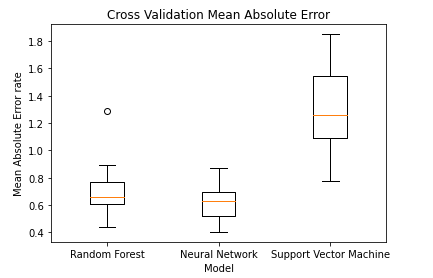 Cross Validation Mean Absolute Error
Mean Absolute Error rate
1.8
1.6
1.4
1.2
1.0
0.8
0.6
0.4
Random Forest Neural Network Support Vector Machine
Model